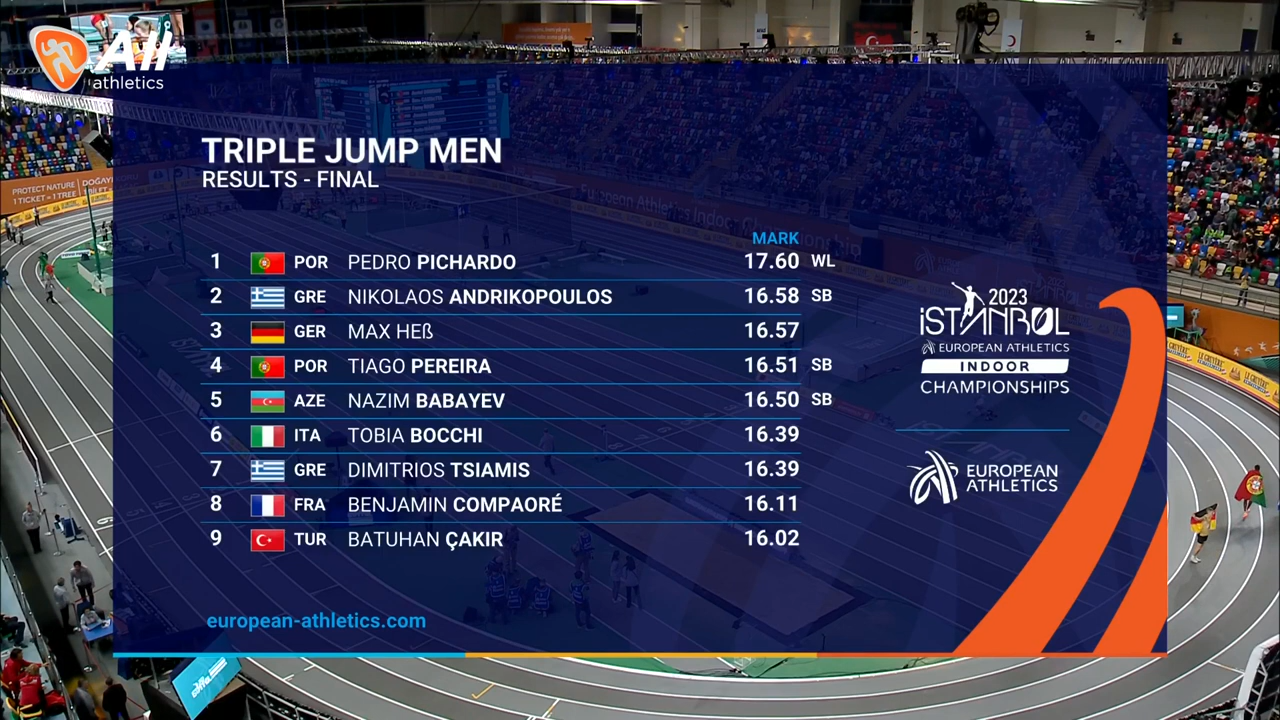 All
athletics
PROTECT NATURE
1 TICKET = 1 TREE
TRIPLE JUMP MEN
RESULTS - FINAL
MARK
1 POR PEDRO PICHARDO 17.60 WL
2 GRE NIKOLAOS ANDRIKOPOULOS 16.58 SB
3 GER MAX HEß 16.57
4 POR TIAGO PEREIRA 16.51 SB
5 AZE NAZIM BABAYEV 16.50 SB
6 ITA TOBIA BOCCHI 16.39
7 GRE DIMITRIOS TSIAMIS 16.39
8 FRA BENJAMIN COMPAORÉ 16.11
9 TUR BATUHAN ÇAKIR 16.02
2023
iSTANBUL
EUROPEAN ATHLETICS
INDOOR
CHAMPIONSHIPS
EUROPEAN
ATHLETICS
european-athletics.com